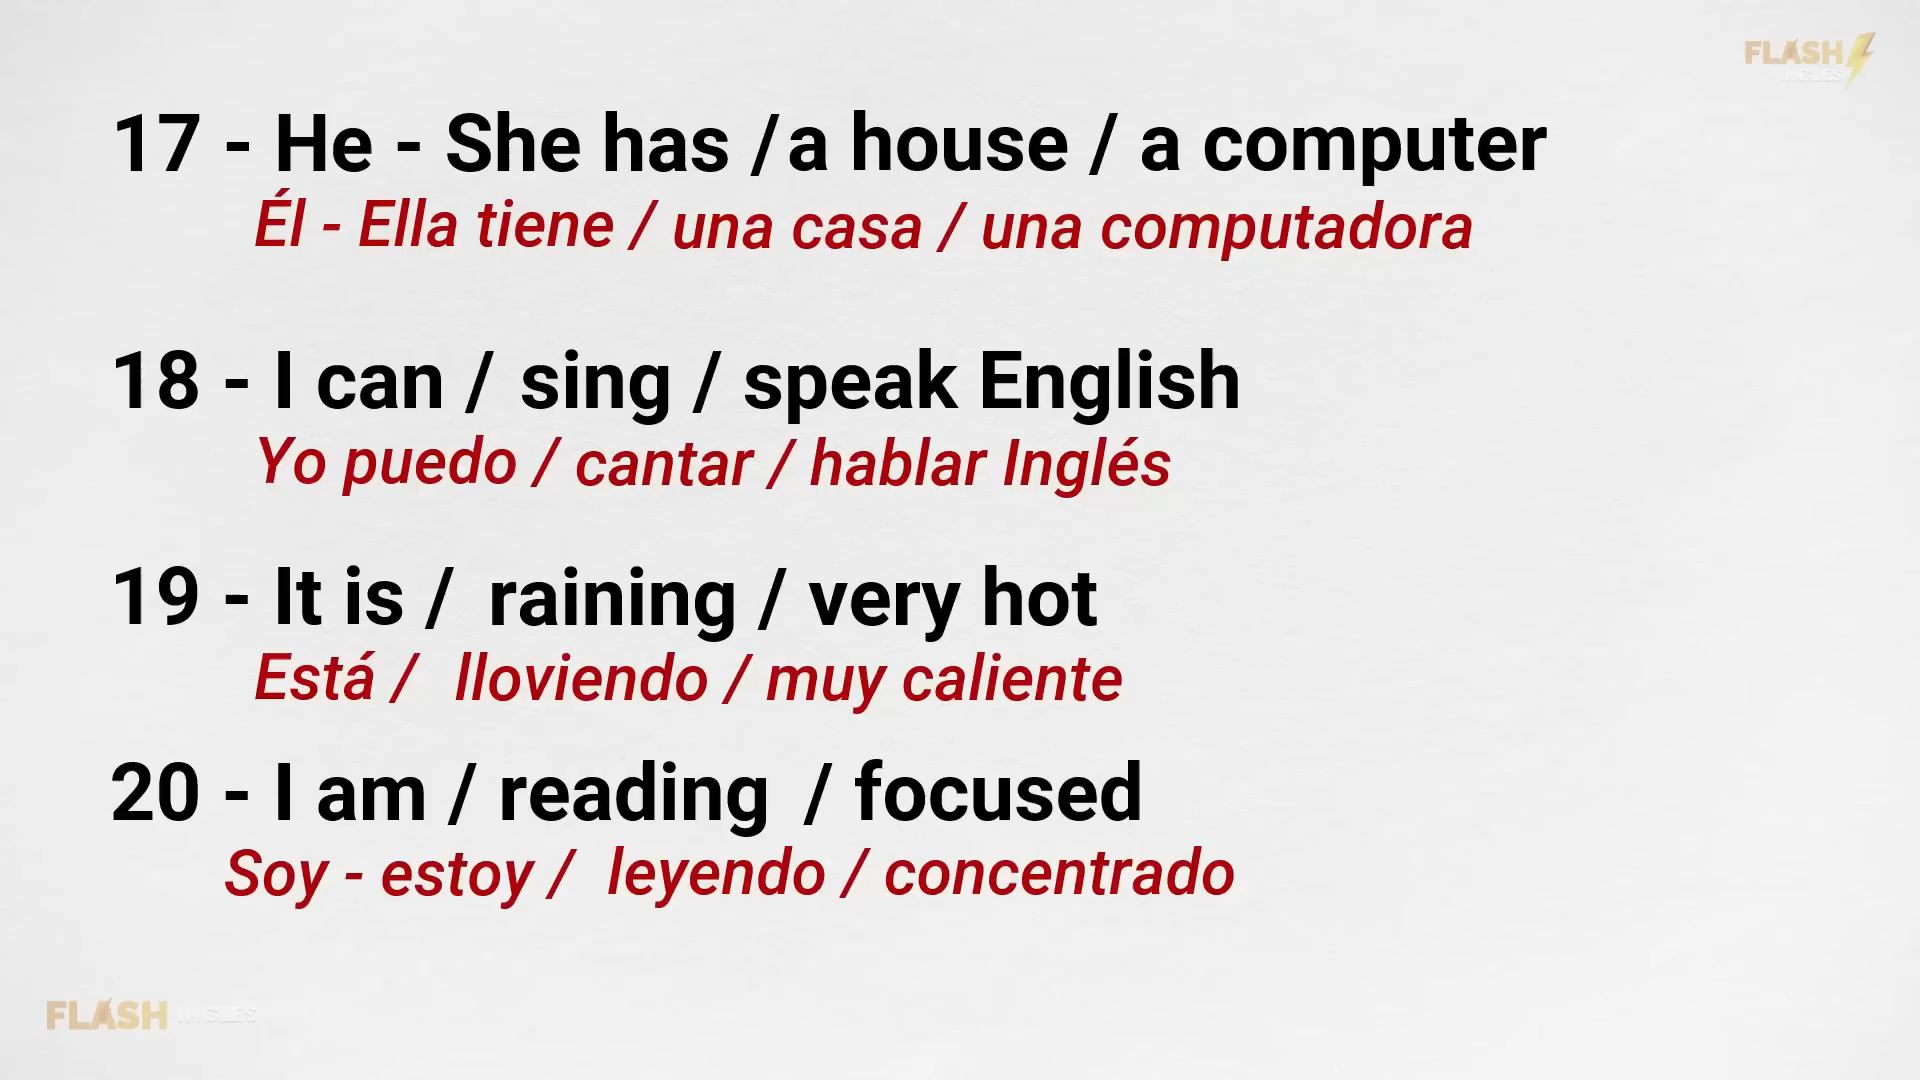 FLASH
INGLES
17 - He - She has / a house / a computer
Él - Ella tiene / una casa / una computadora
18 - I can / sing / speak English
Yo puedo / cantar / hablar Inglés
19 - It is / raining / very hot
Está / lloviendo / muy caliente
20 - I am / reading / focused
Soy - estoy / leyendo / concentrado
FLASH INGLES